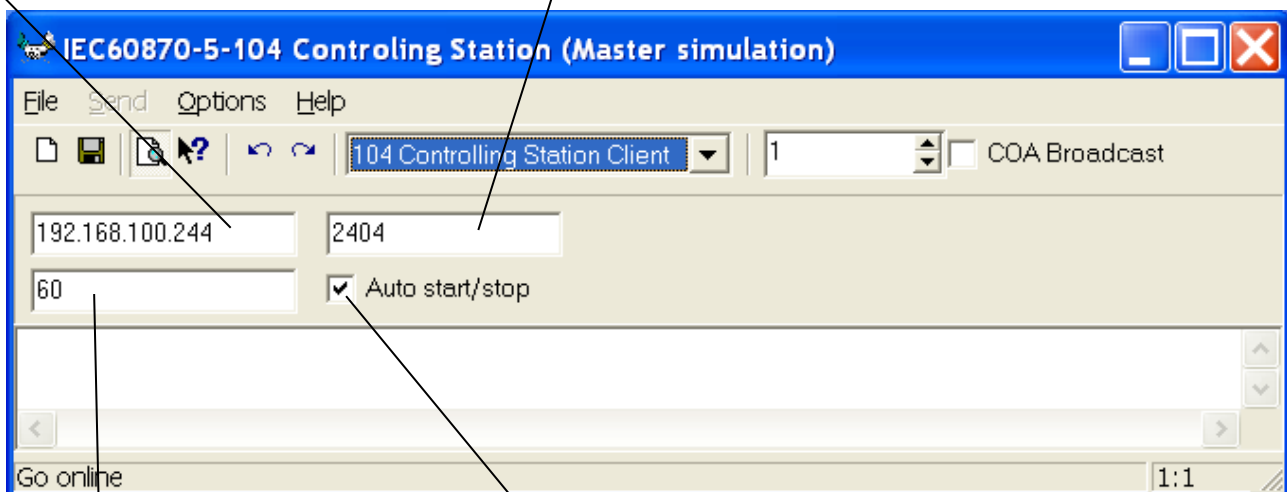 IEC60870-5-104 Controling Station (Master simulation)
File Send Options Help
104 Controlling Station Client 1 COA Broadcast
192.168.100.244 2404
60 Auto start/stop
Go online 1:1